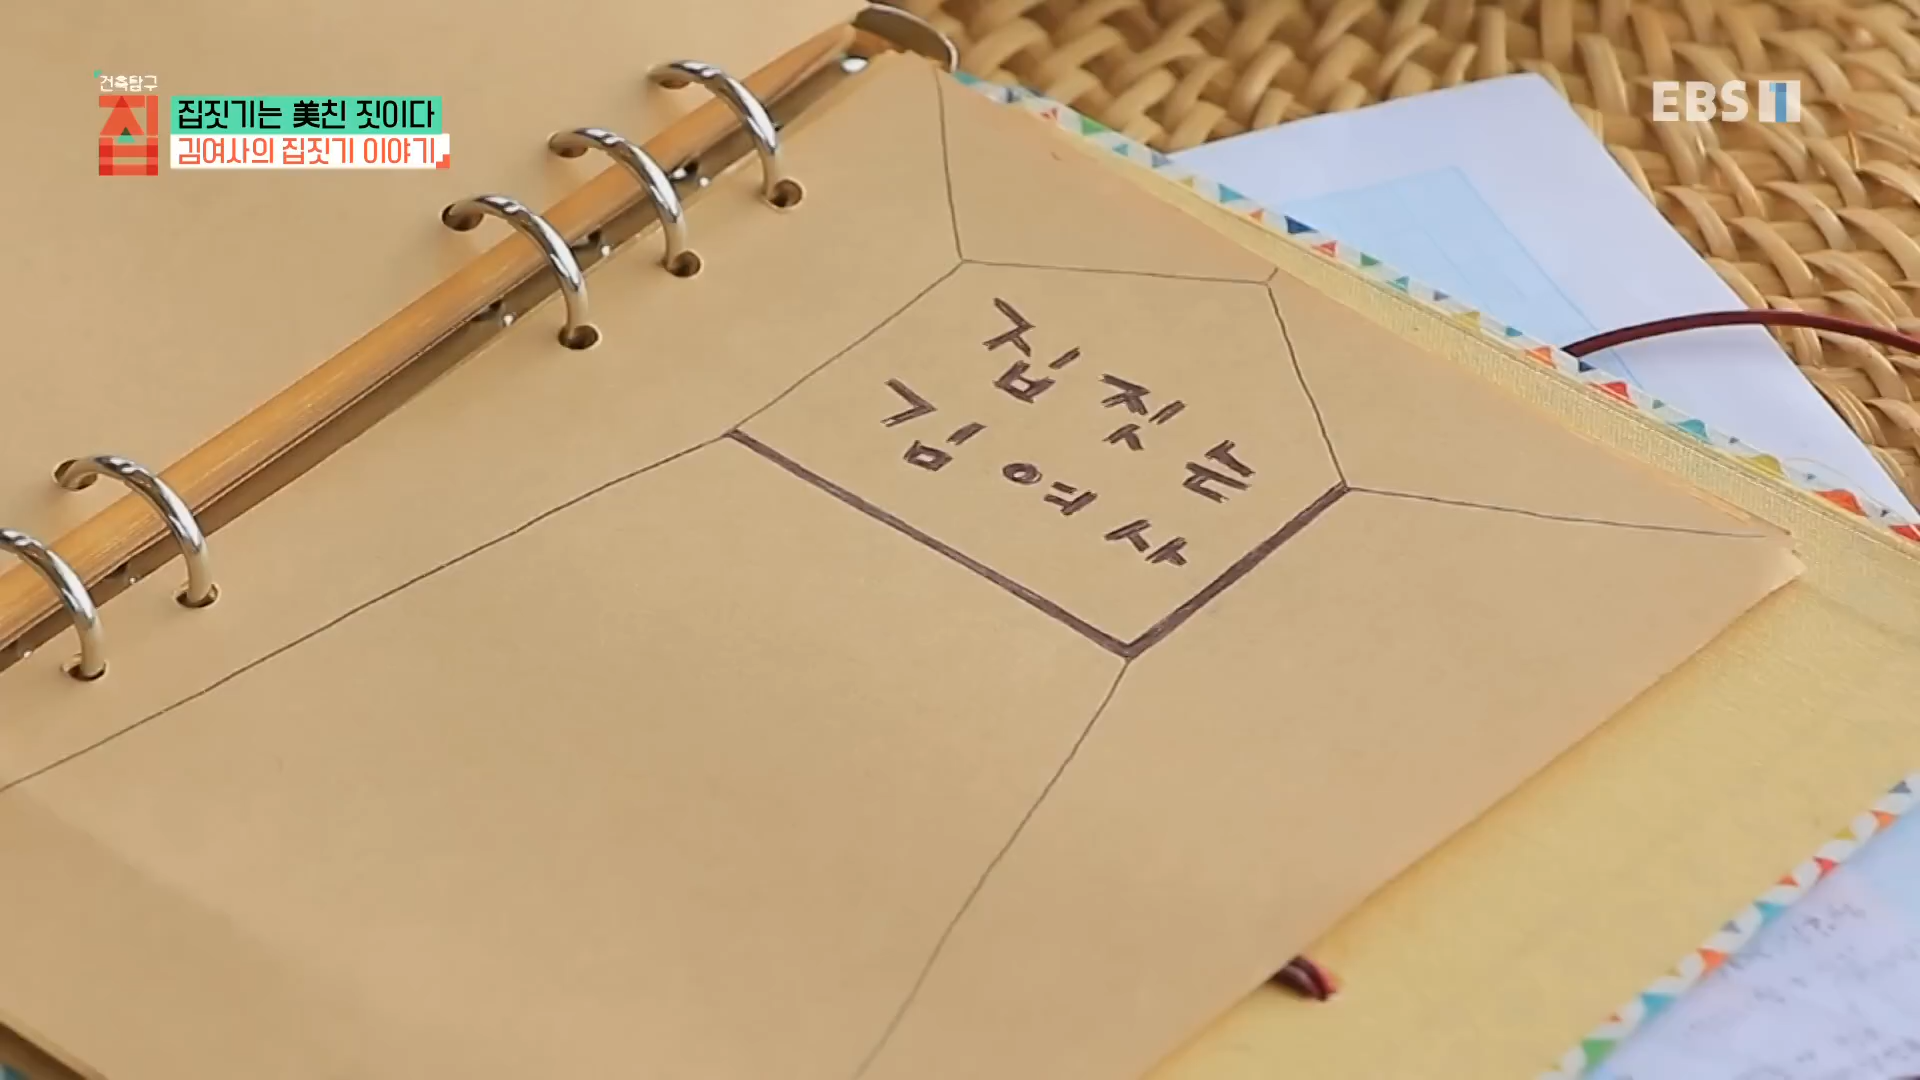 건축탐구
집
집짓기는 美친 짓이다
김여사의 집짓기 이야기
EBS 1
집 짓는
김 여사